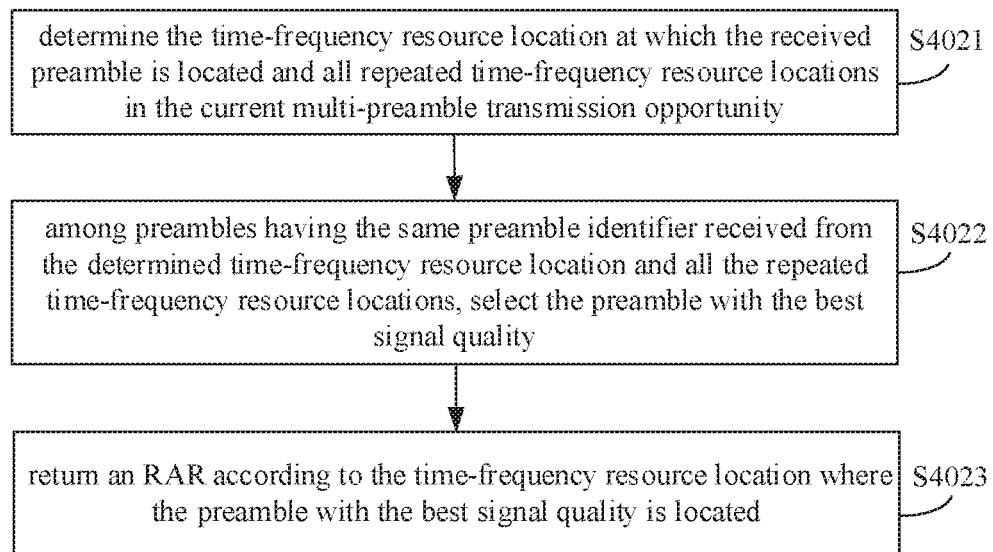 determine the time-frequency resource location at which the received
preamble is located and all repeated time-frequency resource locations
in the current multi-preamble transmission opportunity
S4021
among preambles having the same preamble identifier received from
the determined time-frequency resource location and all the repeated
time-frequency resource locations, select the preamble with the best
signal quality
S4022
return an RAR according to the time-frequency resource location where
the preamble with the best signal quality is located
S4023